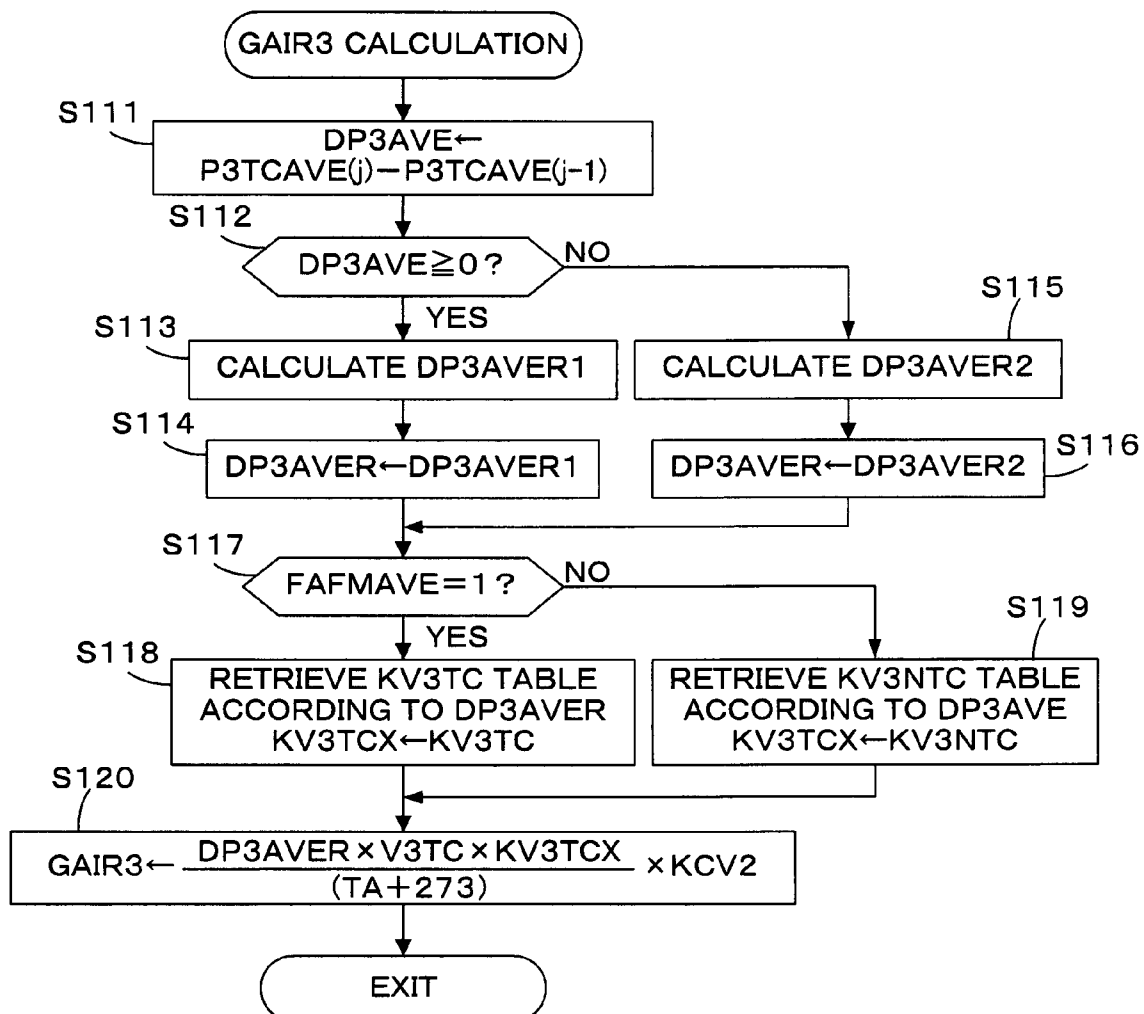 GAIR3 CALCULATION
S111
DP3AVE←
P3TCAVE(j)−P3TCAVE(j-1)
S112
DP3AVE≧0?
NO
YES
S113
CALCULATE DP3AVER1
S115
CALCULATE DP3AVER2
S114
DP3AVER←DP3AVER1
DP3AVER←DP3AVER2
S116
S117
FAFMAVE=1?
NO
YES
S118
RETRIEVE KV3TC TABLE
ACCORDING TO DP3AVER
KV3TCX←KV3TC
S119
RETRIEVE KV3NTC TABLE
ACCORDING TO DP3AVE
KV3TCX←KV3NTC
S120
GAIR3← DP3AVER×V3TC×KV3TCX ×KCV2
(TA+273)
EXIT